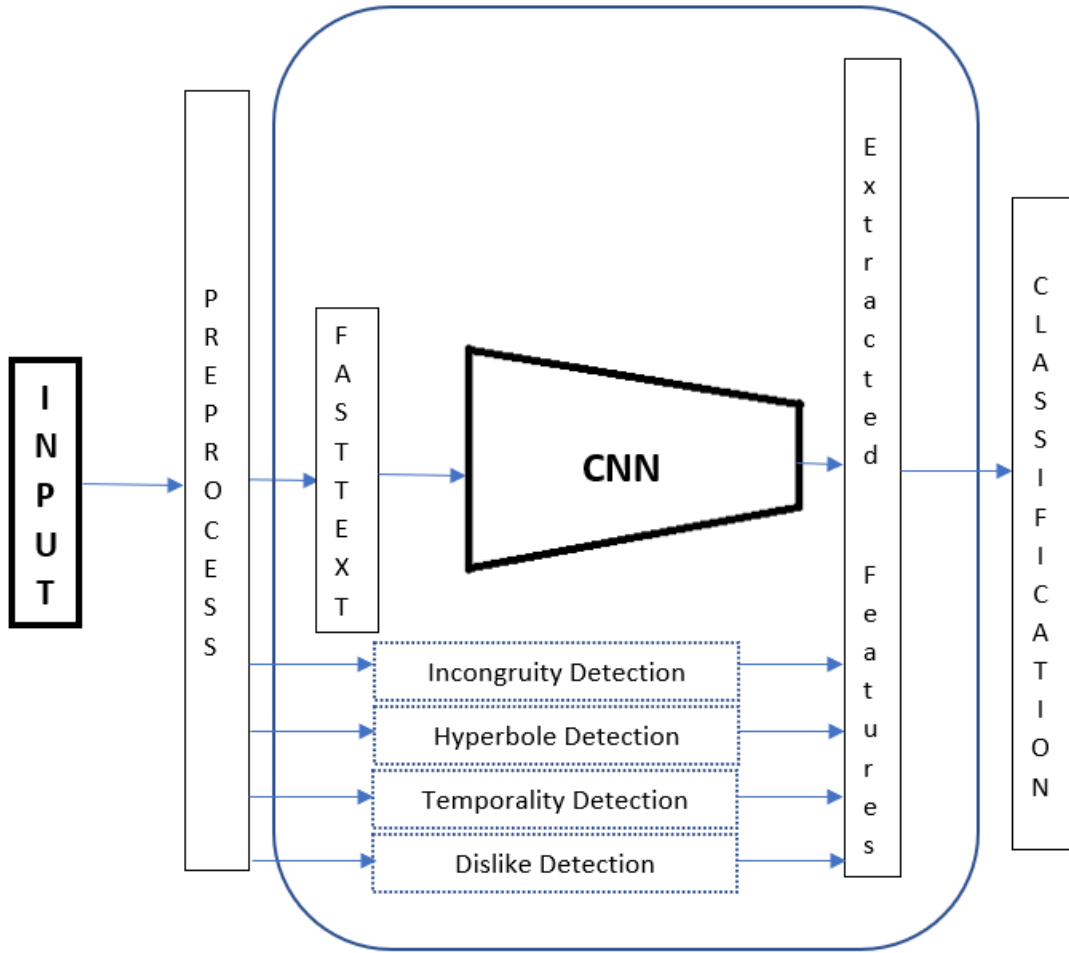 INPUT
PREPROCESS
FASTTEXT
CNN
Incongruity Detection
Hyperbole Detection
Temporality Detection
Dislike Detection
Extracted Features
CLASSIFICATION